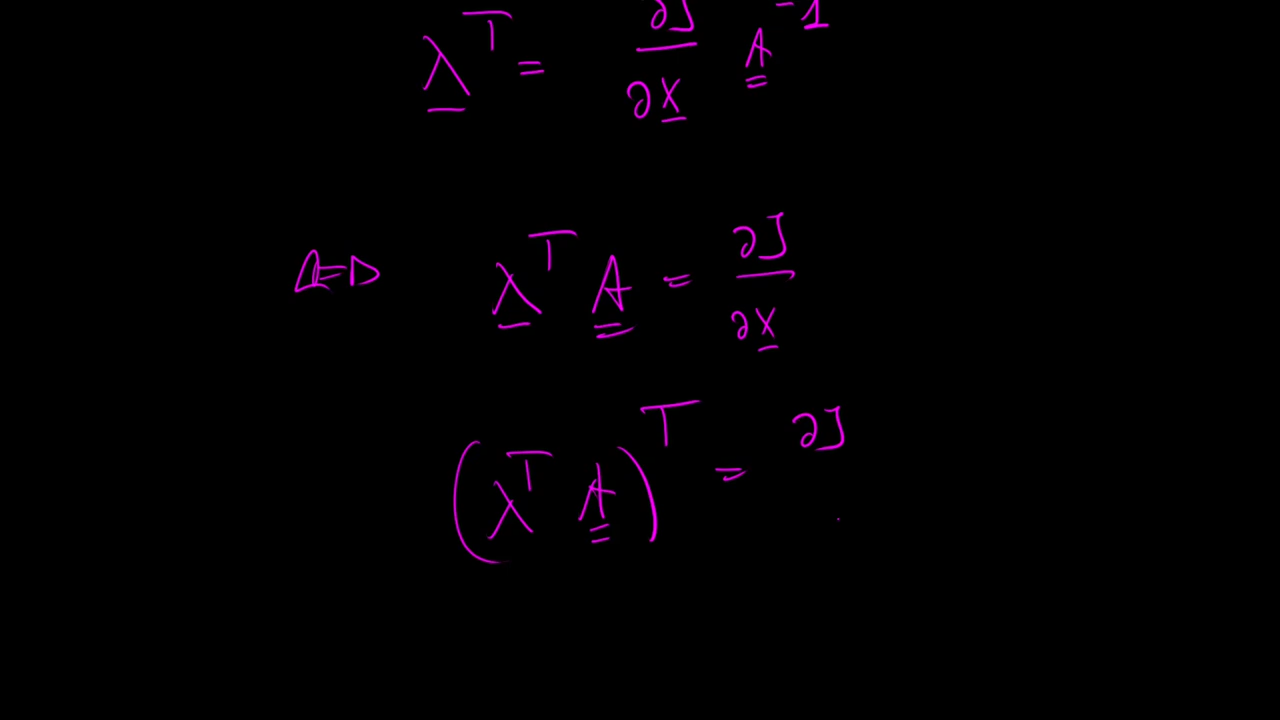 λ^T = ∂J/∂x A^-1
⇔ λ^T A = ∂J/∂x
(λ^T A)^T = ∂J